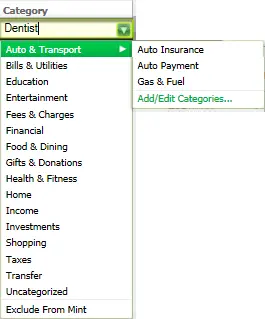 Category
Dentist
Auto & Transport
Bills & Utilities
Education
Entertainment
Fees & Charges
Financial
Food & Dining
Gifts & Donations
Health & Fitness
Home
Income
Investments
Shopping
Taxes
Transfer
Uncategorized
Exclude From Mint
Auto Insurance
Auto Payment
Gas & Fuel
Add/Edit Categories...